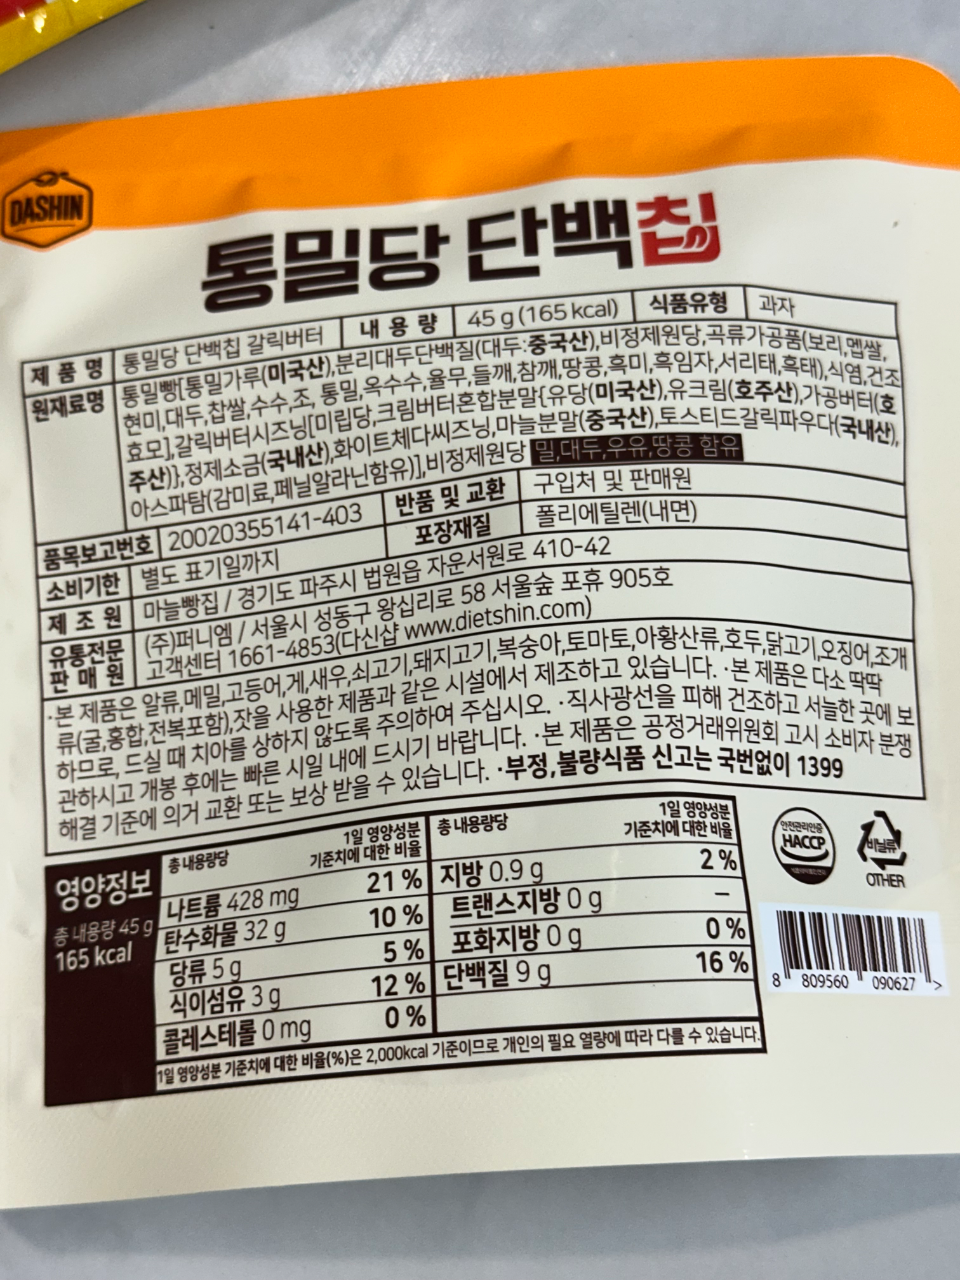 DASHIN
통밀당 단백칩
제 품 명 통밀당 단백칩 갈릭버터 내 용 량 45 g (165 kcal) 식품유형 과자
원재료명 통밀빵[통밀가루(미국산),분리대두단백질(대두:중국산),비정제원당,곡류가공품(보리,멥쌀,
현미,대두,찹쌀,수수,조, 통밀,옥수수,율무,들깨,참깨,땅콩,흑미,흑임자,서리태,흑태),식염,건조
효모],갈릭버터시즈닝[미립당,크림버터혼합분말{유당(미국산),유크림(호주산),가공버터(호
주산)},정제소금(국내산),화이트체다씨즈닝,마늘분말(중국산),토스티드갈릭파우다(국내산),
아스파탐(감미료,페닐알라닌함유)],비정제원당 밀,대두,우유,땅콩 함유
품목보고번호 20020355141-403 반품 및 교환 구입처 및 판매원
소비기한 별도 표기일까지 포장재질 폴리에틸렌(내면)
제 조 원 마늘빵집 / 경기도 파주시 법원읍 자운서원로 410-42
유통전문 판 매 원 (주)퍼니엠 / 서울시 성동구 왕십리로 58 서울숲 포휴 905호
고객센터 1661-4853(다신샵 www.dietshin.com)
·본 제품은 알류,메밀,고등어,게,새우,쇠고기,돼지고기,복숭아,토마토,아황산류,호두,닭고기,오징어,조개
류(굴,홍합,전복포함),잣을 사용한 제품과 같은 시설에서 제조하고 있습니다. ·본 제품은 다소 딱딱
하므로, 드실 때 치아를 상하지 않도록 주의하여 주십시오. ·직사광선을 피해 건조하고 서늘한 곳에 보
관하시고 개봉 후에는 빠른 시일 내에 드시기 바랍니다. ·본 제품은 공정거래위원회 고시 소비자 분쟁
해결 기준에 의거 교환 또는 보상 받을 수 있습니다. ·부정,불량식품 신고는 국번없이 1399
영양정보
총 내용량 45 g
165 kcal
총 내용량당 1일 영양성분 기준치에 대한 비율
나트륨 428 mg 21 %
탄수화물 32 g 10 %
당류 5 g 5 %
식이섬유 3 g 12 %
콜레스테롤 0 mg 0 %
총 내용량당 1일 영양성분 기준치에 대한 비율
지방 0.9 g 2 %
트랜스지방 0 g –
포화지방 0 g 0 %
단백질 9 g 16 %
1일 영양성분 기준치에 대한 비율(%)은 2,000kcal 기준이므로 개인의 필요 열량에 따라 다를 수 있습니다.
안전관리인증
HACCP
비닐류
OTHER
8 809560 090627 >